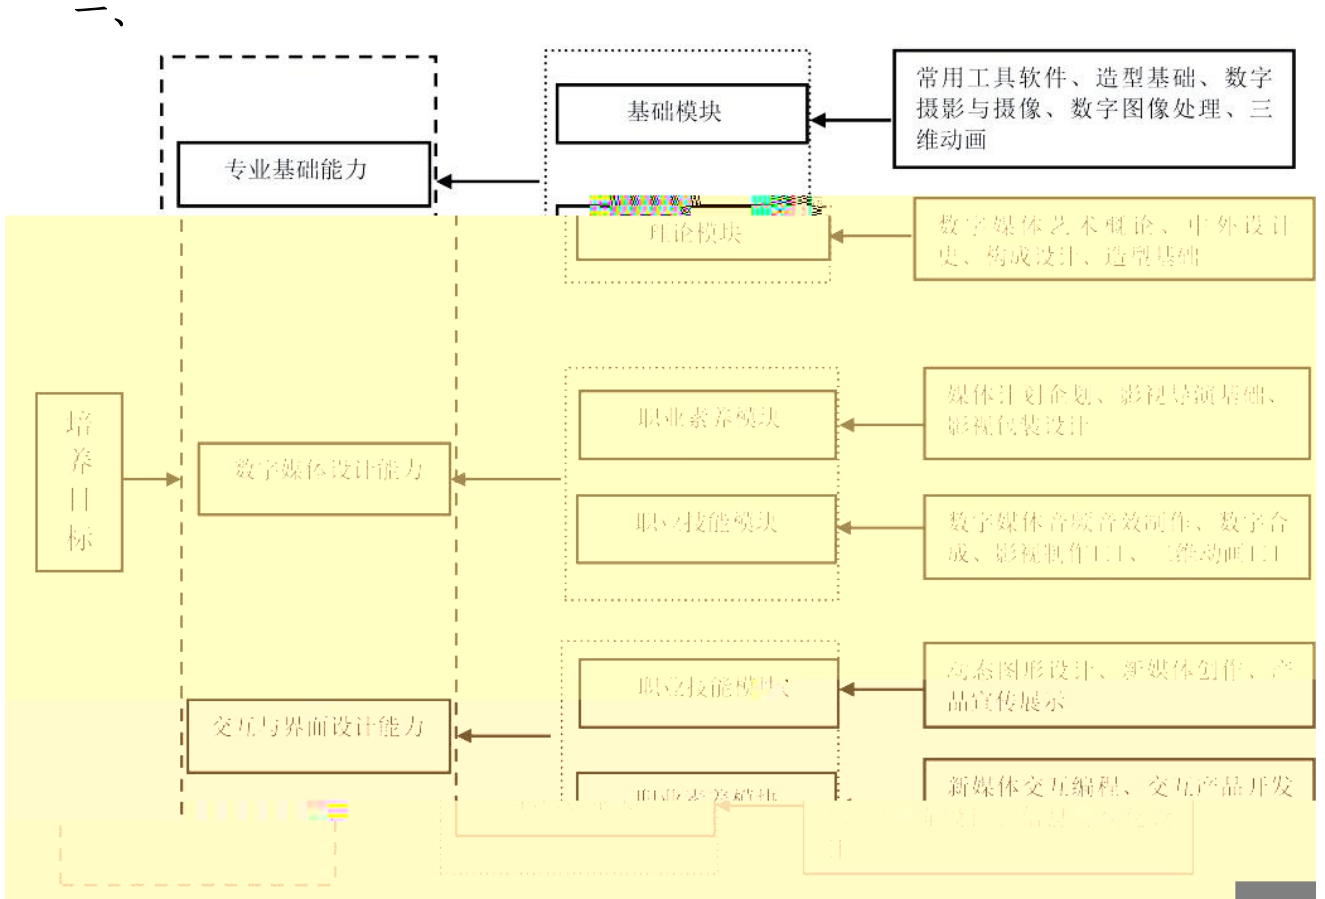 一、
常用工具软件、造型基础、数字
摄影与摄像、数字图像处理、三
维动画
基础模块
专业基础能力
理论模块
数字媒体艺术概论、中外设计
史、构成设计、造型基础
媒体计划企划、影视导演基础、
影视包装设计
职业素养模块
培
养
目
标
数字媒体设计能力
职业技能模块
数字媒体音频音效制作、数字合
成、影视制作
动态图形设计、新媒体创作、产
品宣传展示
职业技能模块
交互与界面设计能力
职业素养模块
新媒体交互编程、交互产品开发